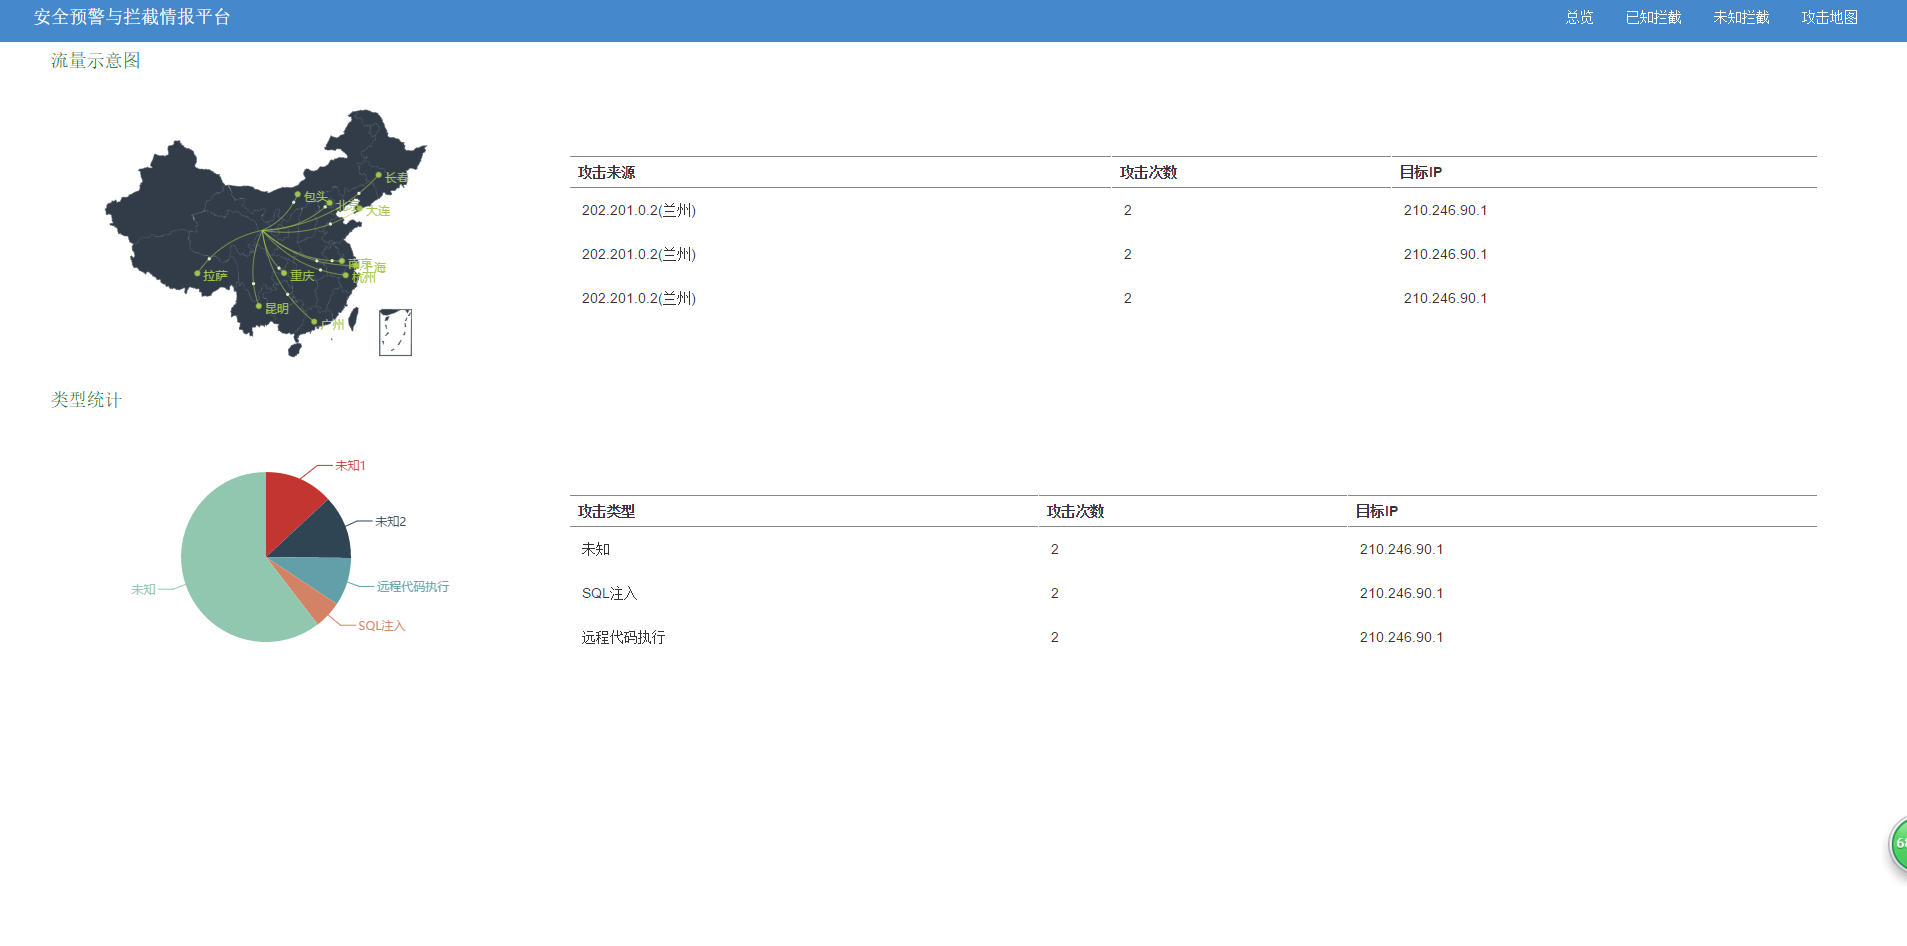 安全预警与拦截情报平台
总览 已知拦截 未知拦截 攻击地图
流量示意图
长春
包头
北京
大连
拉萨
重庆
南京
上海
杭州
昆明
广州
攻击来源 攻击次数 目标IP
202.201.0.2(兰州) 2 210.246.90.1
202.201.0.2(兰州) 2 210.246.90.1
202.201.0.2(兰州) 2 210.246.90.1
类型统计
未知1
未知2
远程代码执行
SQL注入
未知
攻击类型 攻击次数 目标IP
未知 2 210.246.90.1
SQL注入 2 210.246.90.1
远程代码执行 2 210.246.90.1